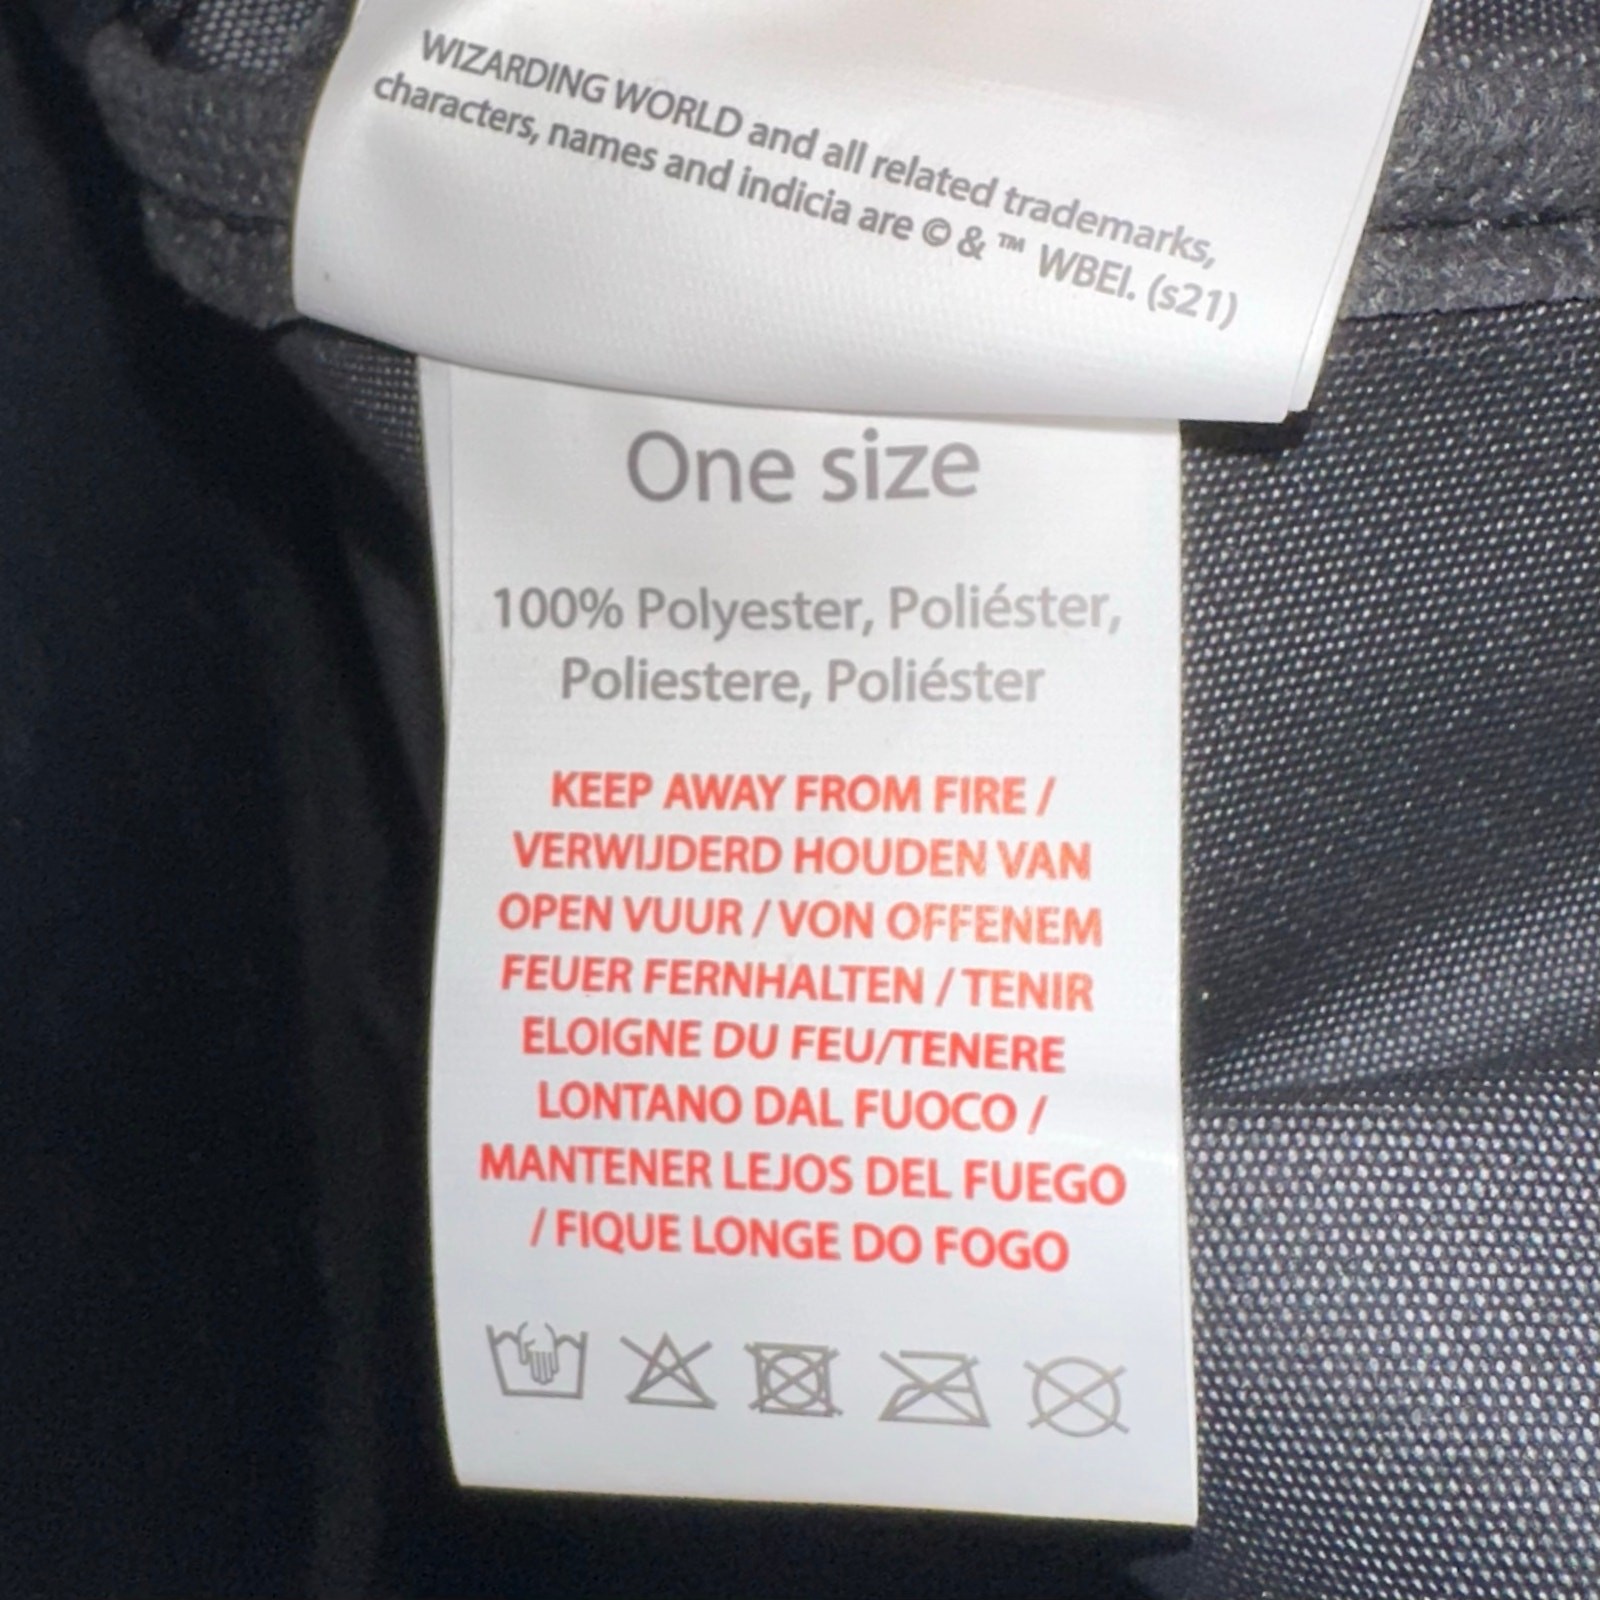 WIZARDING WORLD and all related trademarks,
characters, names and indicia are © & ™ WBEI. (s21)
One size
100% Polyester, Poliéster,
Poliestere, Poliéster
KEEP AWAY FROM FIRE /
VERWIJDERD HOUDEN VAN
OPEN VUUR / VON OFFENEM
FEUER FERNHALTEN / TENIR
ELOIGNE DU FEU/TENERE
LONTANO DAL FUOCO /
MANTENER LEJOS DEL FUEGO
/ FIQUE LONGE DO FOGO